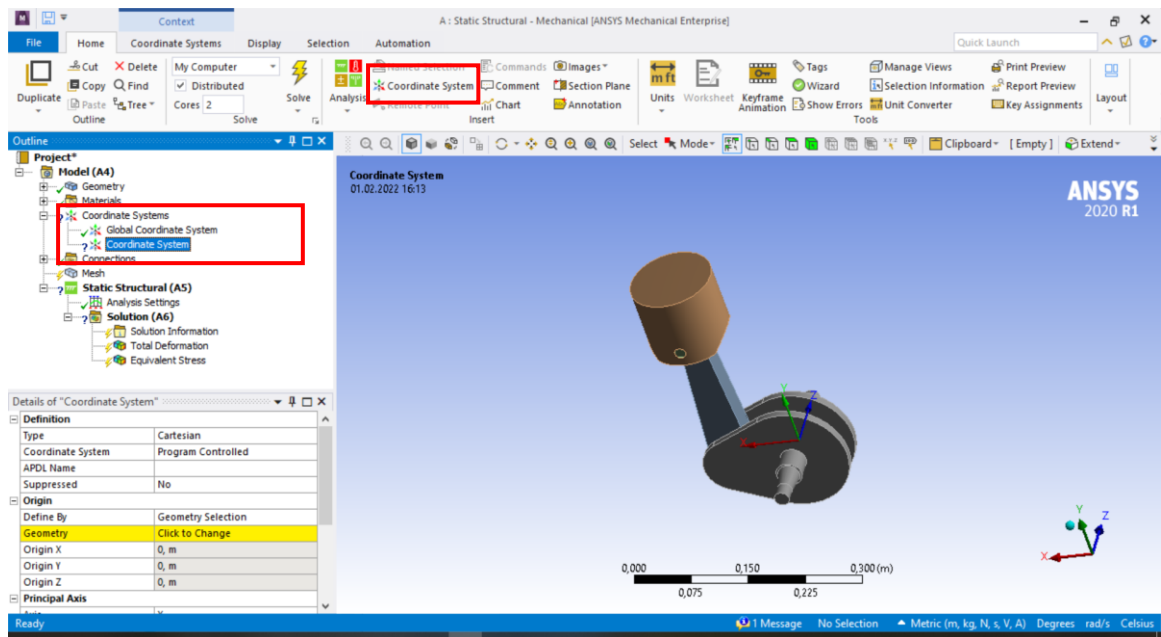 Context
A : Static Structural - Mechanical [ANSYS Mechanical Enterprise]
File Home Coordinate Systems Display Selection Automation
Quick Launch
Duplicate
Cut
Delete
Copy
Find
Paste
Tree
Outline
My Computer
Distributed
Cores 2
Solve
Solve
Analysis
Named Selection
Coordinate System
Remote Point
Commands
Comment
Chart
Images
Section Plane
Annotation
Insert
Units
Worksheet
Keyframe
Animation
Tags
Wizard
Show Errors
Manage Views
Selection Information
Unit Converter
Print Preview
Report Preview
Key Assignments
Tools
Layout
Outline
Select Mode Clipboard [ Empty ] Extend
Project*
Model (A4)
Geometry
Materials
Coordinate Systems
Global Coordinate System
Coordinate System
Connections
Mesh
Static Structural (A5)
Analysis Settings
Solution (A6)
Solution Information
Total Deformation
Equivalent Stress
Details of "Coordinate System"
Definition
Type Cartesian
Coordinate System Program Controlled
APDL Name
Suppressed No
Origin
Define By Geometry Selection
Geometry Click to Change
Origin X 0, m
Origin Y 0, m
Origin Z 0, m
Principal Axis
Coordinate System
01.02.2022 16:13
ANSYS
2020 R1
Y
Z
X
Y
Z
X
0,000 0,150 0,300 (m)
0,075 0,225
Ready
1 Message No Selection Metric (m, kg, N, s, V, A) Degrees rad/s Celsius